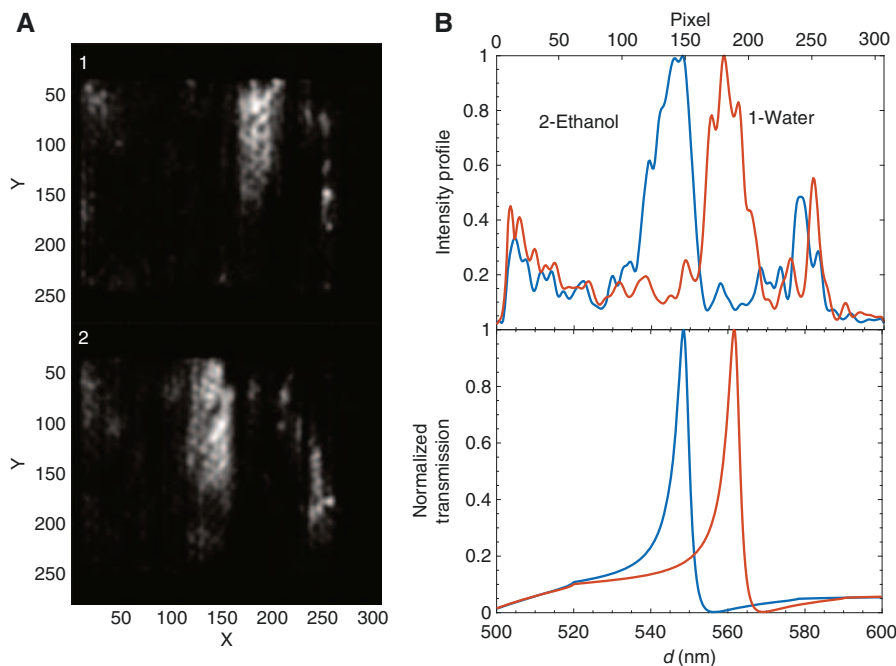 A
B
1
50
100
150
200
250
Y
2
50
100
150
200
250
Y
50 100 150 200 250 300
X
Pixel
0 50 100 150 200 250 300
1
0.8
0.6
0.4
0.2
Intensity profile
2-Ethanol
1-Water
1
0.8
0.6
0.4
0.2
0
Normalized
transmission
500 520 540 560 580 600
d (nm)